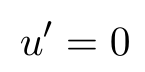 u′ = 0